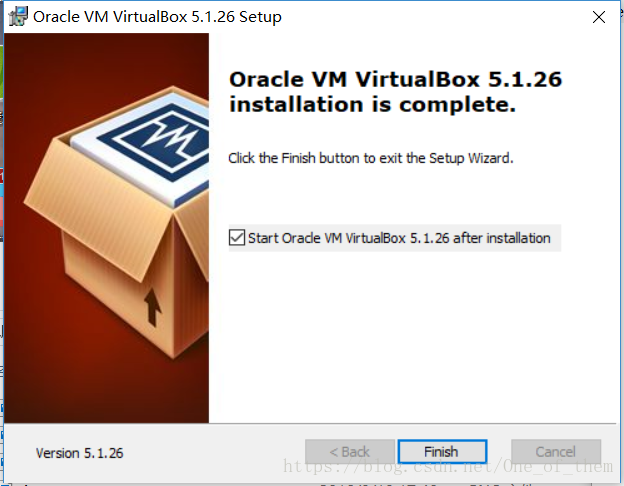 Oracle VM VirtualBox 5.1.26 Setup
Oracle VM VirtualBox 5.1.26
installation is complete.
Click the Finish button to exit the Setup Wizard.
Start Oracle VM VirtualBox 5.1.26 after installation
Version 5.1.26
< Back
Finish
Cancel
https://blog.csdn.net/One_of_them